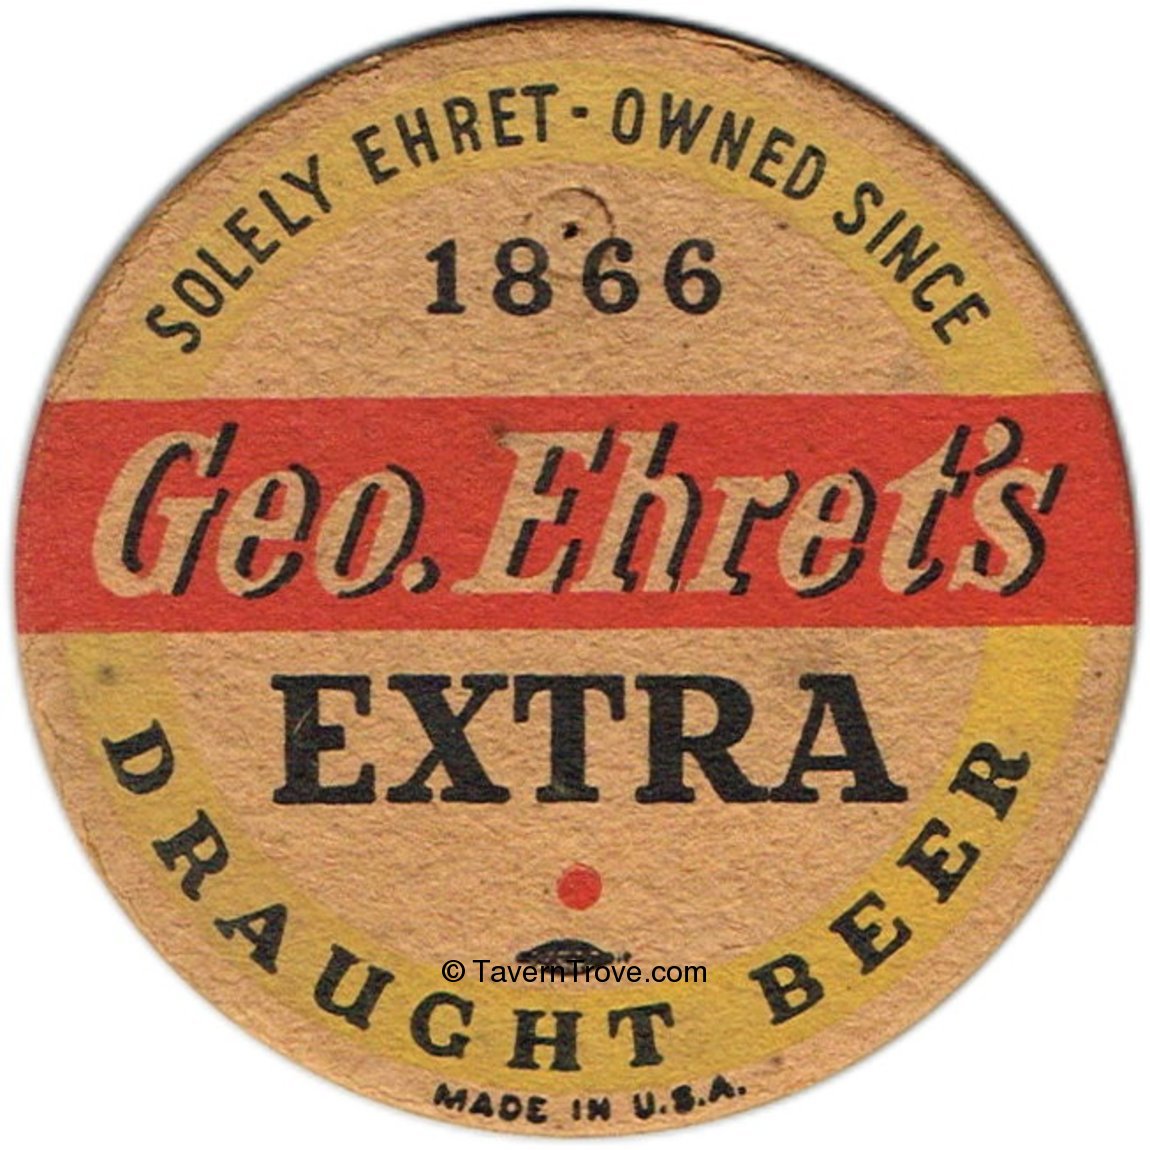 SOLELY EHRET-OWNED SINCE
1866
Geo. Ehret's
EXTRA
© TavernTrove.com
DRAUGHT BEER
MADE IN U.S.A.